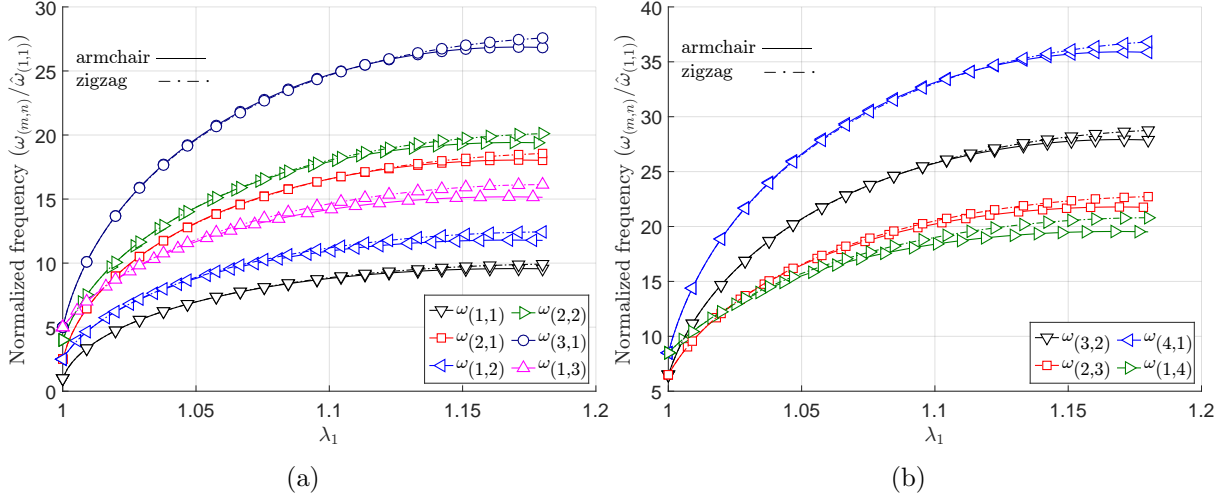 Normalized frequency (ω(m,n)/ω̂(1,1))
30
25
20
15
10
5
0
armchair
zigzag
ω(1,1)
ω(2,1)
ω(1,2)
ω(2,2)
ω(3,1)
ω(1,3)
1
1.05
1.1
1.15
1.2
λ1
(a)
Normalized frequency (ω(m,n)/ω̂(1,1))
40
35
30
25
20
15
10
5
armchair
zigzag
ω(3,2)
ω(2,3)
ω(4,1)
ω(1,4)
1
1.05
1.1
1.15
1.2
λ1
(b)